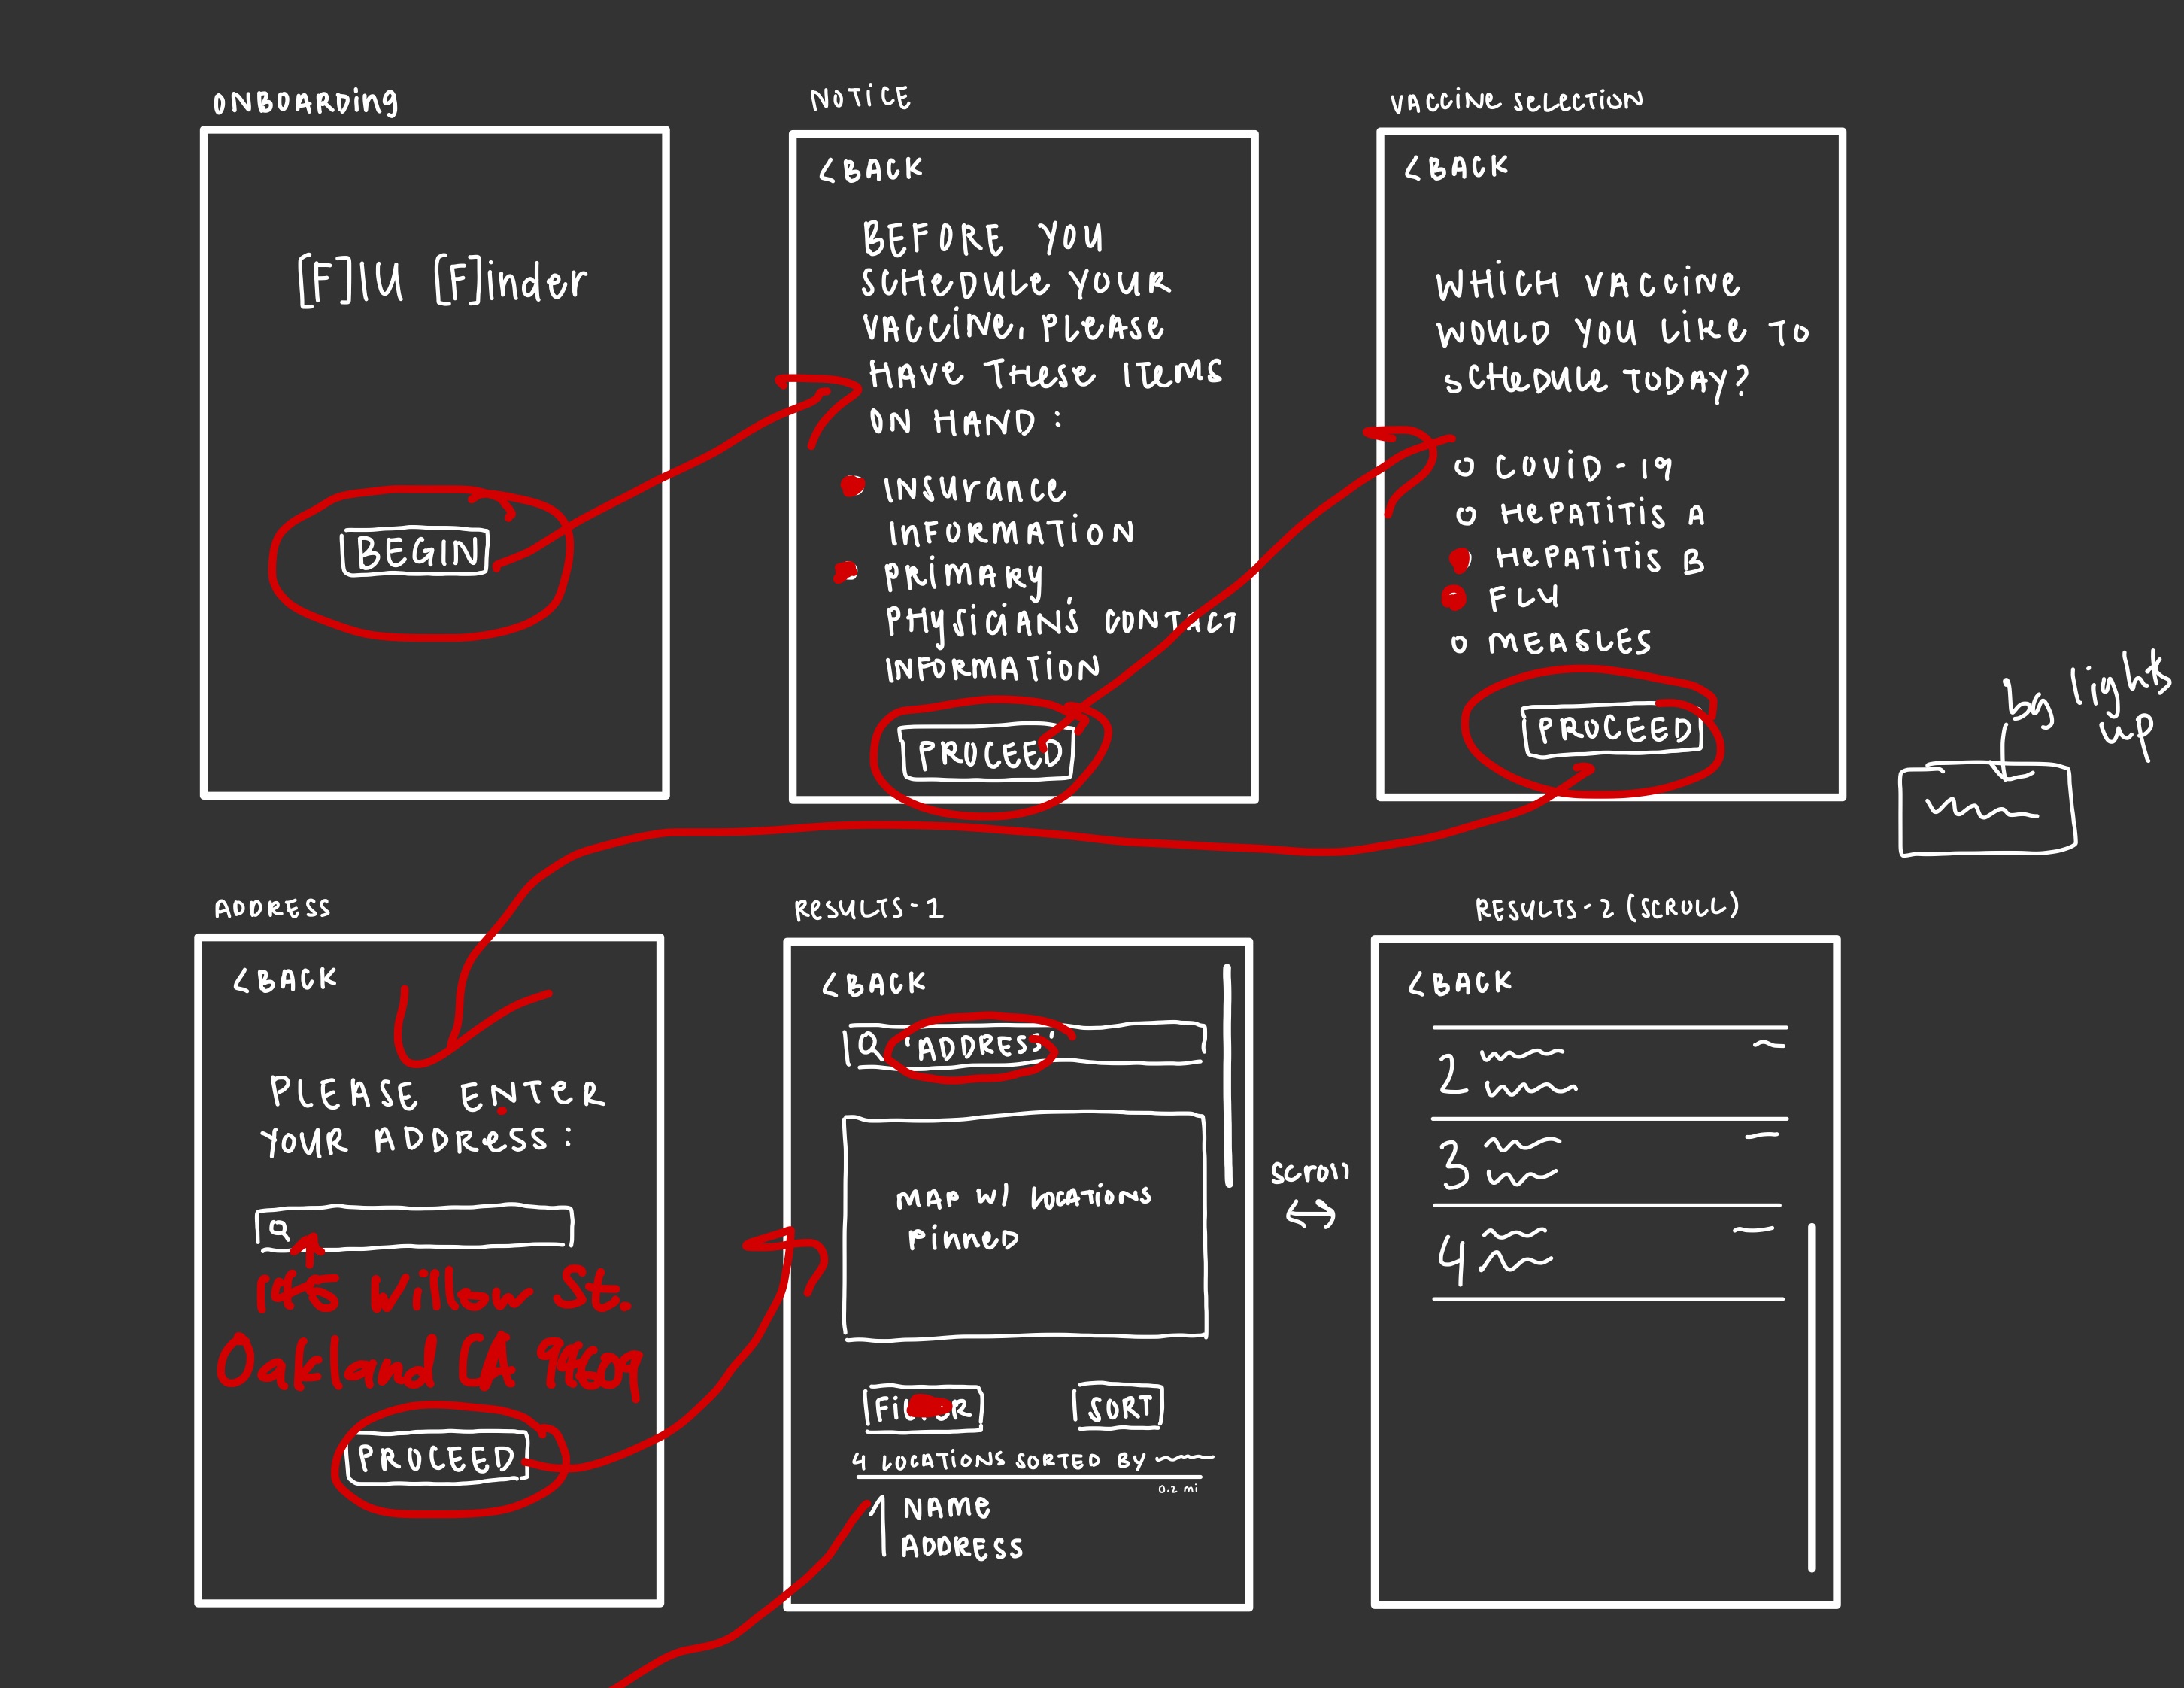 ONBOARDing
[F]lU [F]inder
BEGIN
NOTiCE
<BACK
BEFORE YOU
SCHeDULe YOUR
VACCiNe, PLEASE
HAVe THese ITemS
ON HAND:
INSUrance
InFORMATION
PRiMARy
PHySiCiAN'S CONTACT
INFORMATiON
PROCEED
VACCiNe SeLeCTiON
<BACK
WHiCH VACCiNe
WOULD YOU LiKe TO
SCHeDULe TODAY?
COViD-19
HePATiTiS A
HePATiTiS B
FLU
MEASLES
PROCEED
lights
up
ADDRESS
<BACK
PLEASE ENTeR
YOUR ADDReSS:
Willow St.
Oakland CA
PROCEED
ReSULTS-1
<BACK
'ADDRESS'
MAP W/ LOCATiONS
PinneD
SORT
4 LOCATIONS SORTED BY
0.2 mi
1 NAMe
ADDRESS
scroll
RESULTS-2 (SCROLL)
<BACK
2
3
4